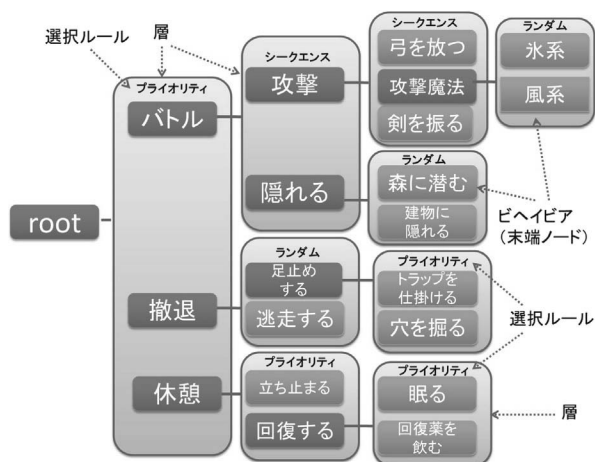 選択ルール
層
プライオリティ
root
バトル
撤退
休憩
シークエンス
攻撃
隠れる
ランダム
足止め
する
逃走する
プライオリティ
立ち止まる
回復する
シークエンス
弓を放つ
攻撃魔法
剣を振る
ランダム
森に潜む
建物に
隠れる
プライオリティ
トラップを
仕掛ける
穴を掘る
プライオリティ
眠る
回復薬を
飲む
ランダム
氷系
風系
ビヘイビア
(末端ノード)
選択ルール
層